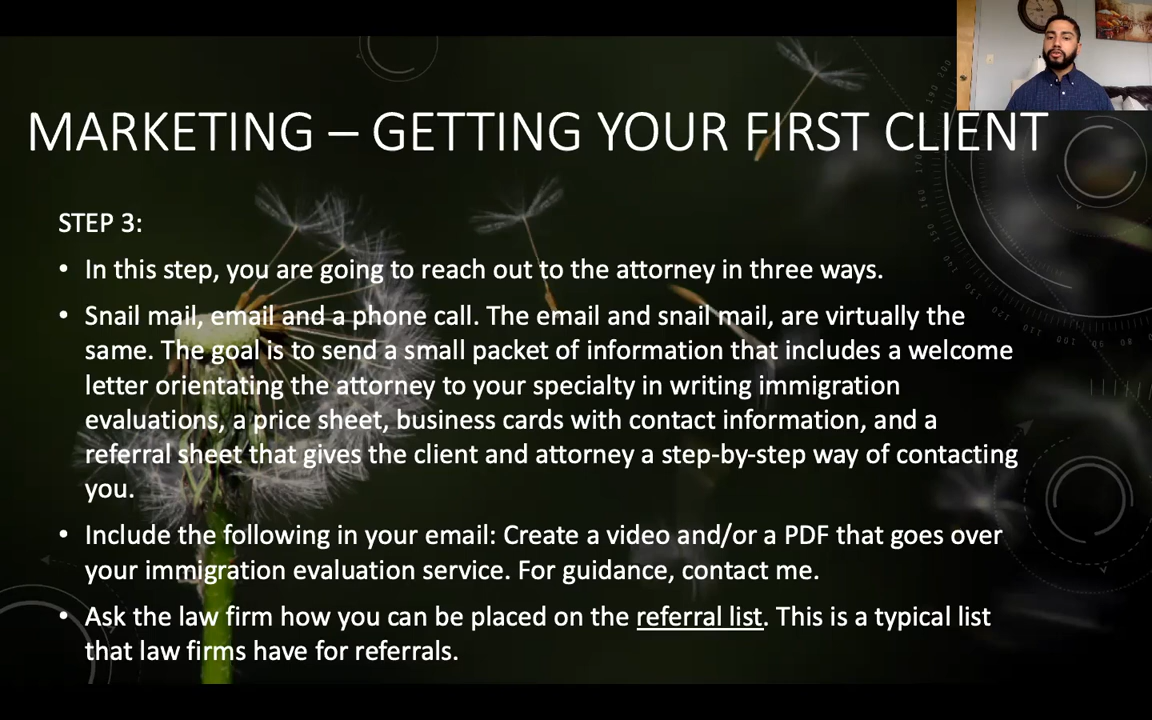 MARKETING – GETTING YOUR FIRST CLIENT
STEP 3:
• In this step, you are going to reach out to the attorney in three ways.
• Snail mail, email and a phone call. The email and snail mail, are virtually the
same. The goal is to send a small packet of information that includes a welcome
letter orientating the attorney to your specialty in writing immigration
evaluations, a price sheet, business cards with contact information, and a
referral sheet that gives the client and attorney a step-by-step way of contacting
you.
• Include the following in your email: Create a video and/or a PDF that goes over
your immigration evaluation service. For guidance, contact me.
• Ask the law firm how you can be placed on the referral list. This is a typical list
that law firms have for referrals.